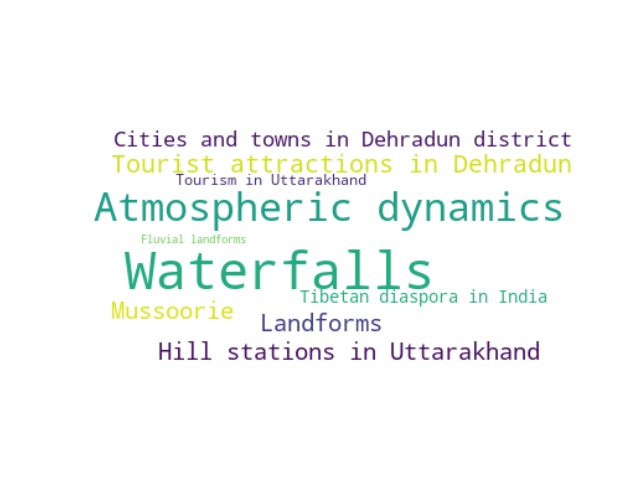 Cities and towns in Dehradun district
Tourist attractions in Dehradun
Tourism in Uttarakhand
Atmospheric dynamics
Fluvial landforms
Waterfalls
Tibetan diaspora in India
Mussoorie
Landforms
Hill stations in Uttarakhand